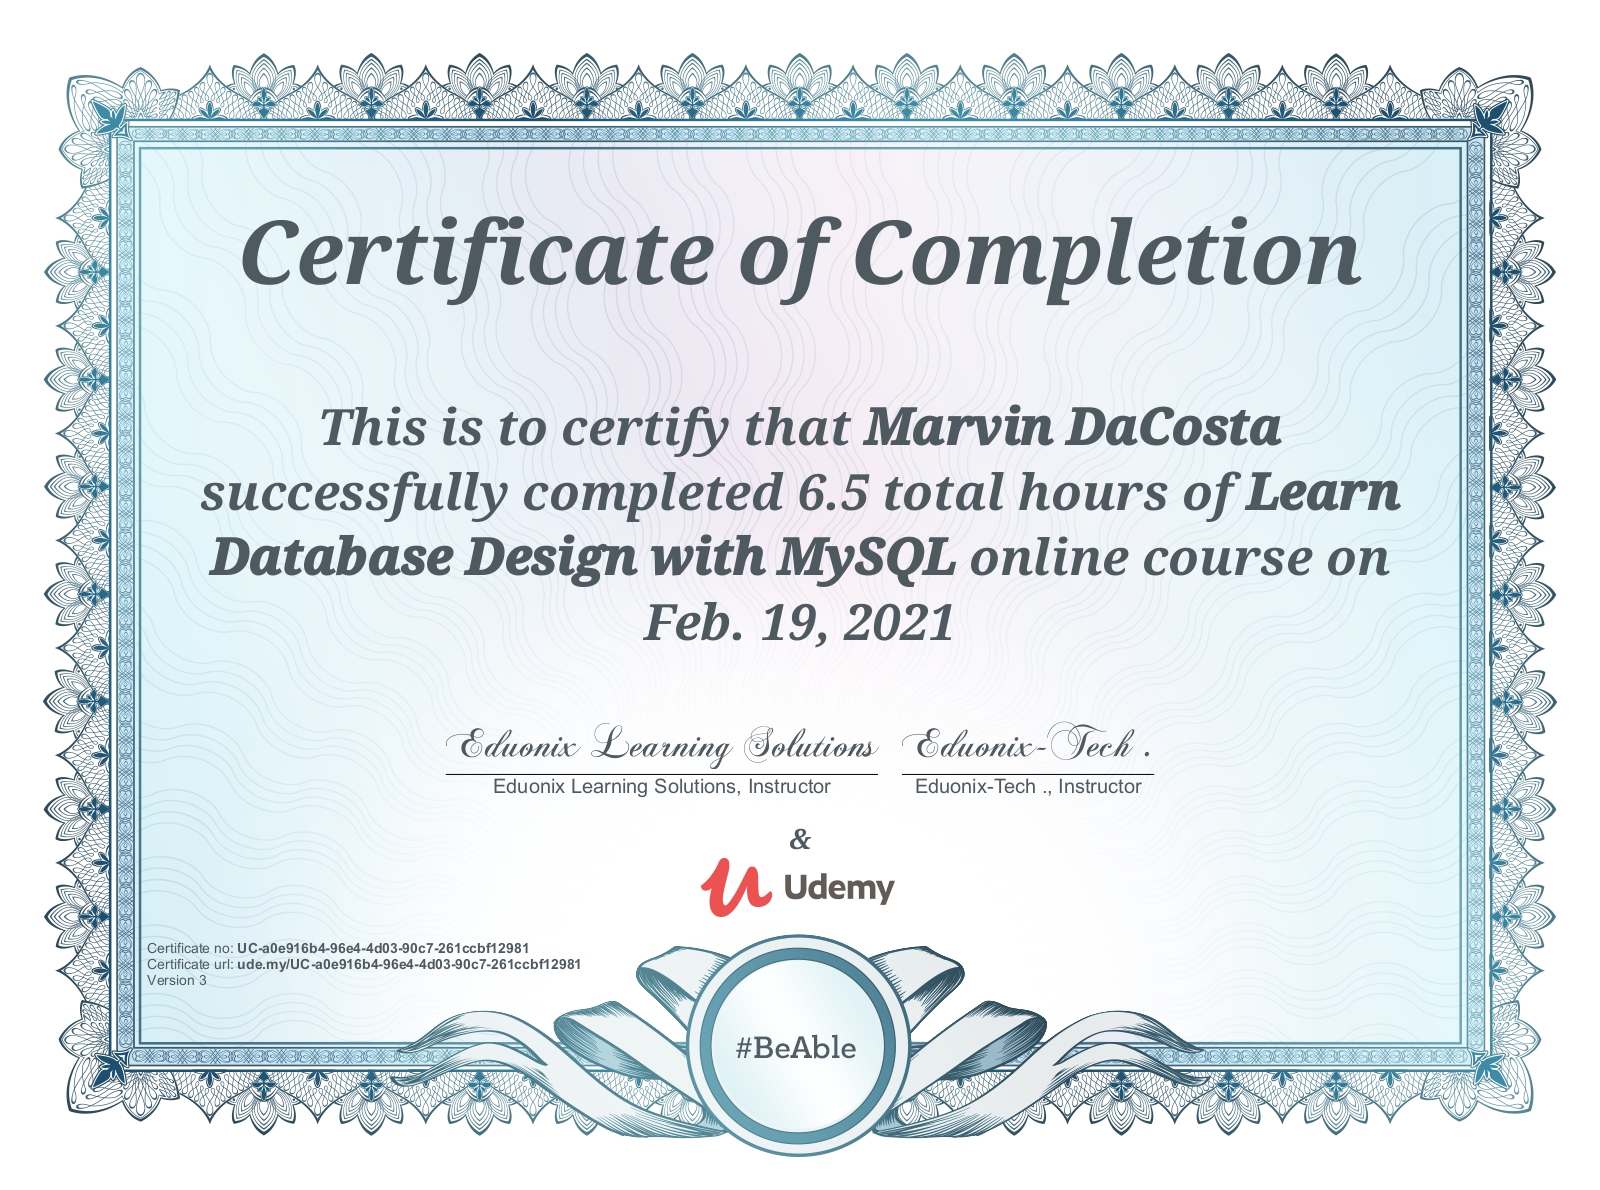 Certificate of Completion
This is to certify that Marvin DaCosta
successfully completed 6.5 total hours of Learn
Database Design with MySQL online course on
Feb. 19, 2021
Eduonix Learning Solutions
Eduonix Learning Solutions, Instructor
Eduonix-Tech .
Eduonix-Tech ., Instructor
&
Udemy
Certificate no: UC-a0e916b4-96e4-4d03-90c7-261ccbf12981
Certificate url: ude.my/UC-a0e916b4-96e4-4d03-90c7-261ccbf12981
Version 3
#BeAble